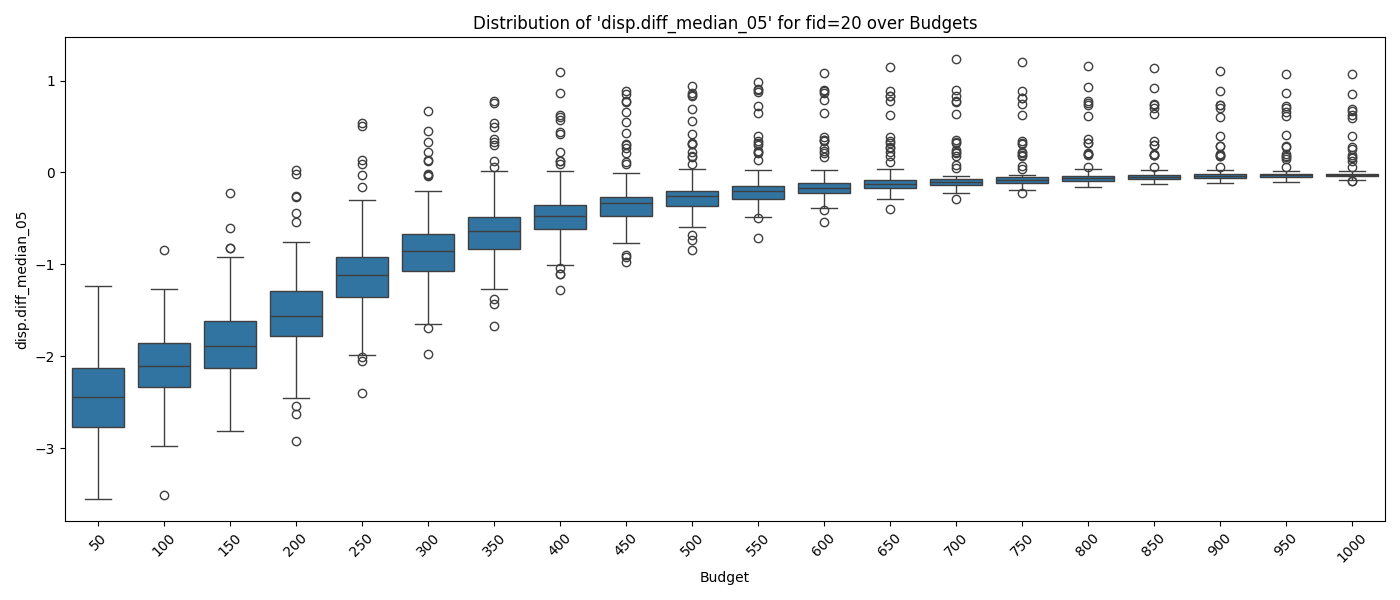 Distribution of 'disp.diff_median_05' for fid=20 over Budgets
disp.diff_median_05
1
0
−1
−2
−3
50 100 150 200 250 300 350 400 450 500 550 600 650 700 750 800 850 900 950 1000
Budget